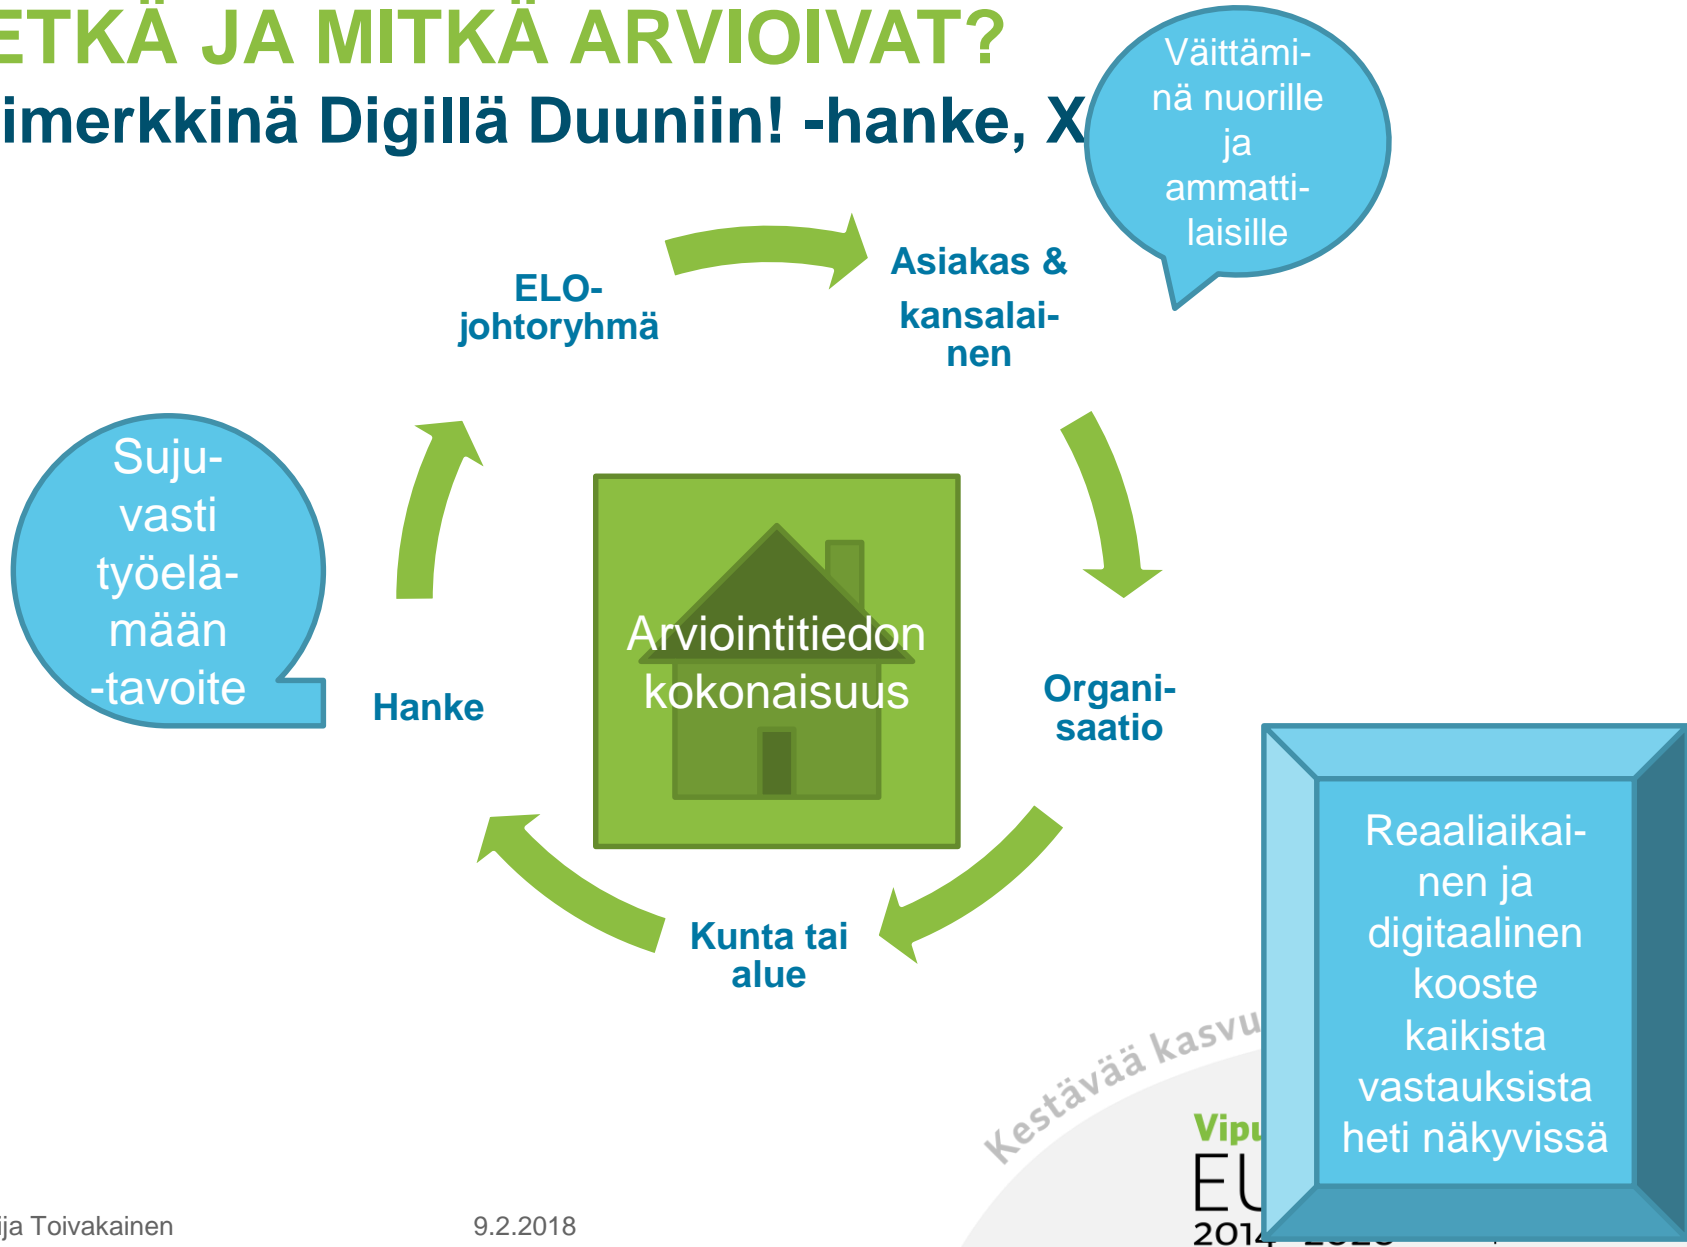 ETKÄ JA MITKÄ ARVIOIVAT?
imerkkinä Digillä Duuniin! -hanke, X
Väittämi-
nä nuorille
ja
ammatti-
laisille
ELO-
johtoryhmä
Asiakas &
kansalai-
nen
Suju-
vasti
työelä-
mään
-tavoite
Hanke
Arviointitiedon
kokonaisuus
Organi-
saatio
Kunta tai
alue
Reaaliaikai-
nen ja
digitaalinen
kooste
kaikista
vastauksista
heti näkyvissä
Kestävää kasvu
Vipu
EU
2014
ija Toivakainen
9.2.2018